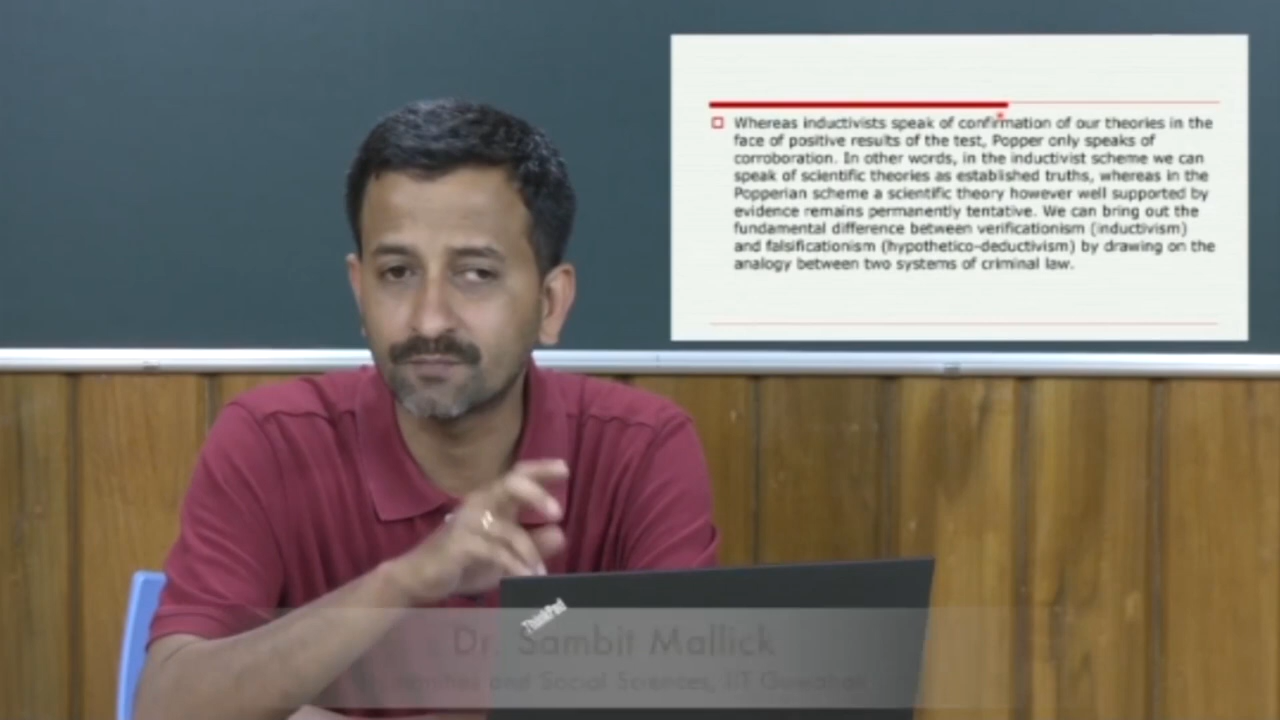 Whereas inductivists speak of confirmation of our theories in the
face of positive results of the test, Popper only speaks of
corroboration. In other words, in the inductivist scheme we can
speak of scientific theories as established truths, whereas in the
Popperian scheme a scientific theory however well supported by
evidence remains permanently tentative. We can bring out the
fundamental difference between verificationism (inductivism)
and falsificationism (hypothetico-deductivism) by drawing on the
analogy between two systems of criminal law.
ThinkPad
Dr. Sambit Mallick
and Social Sciences, IIT